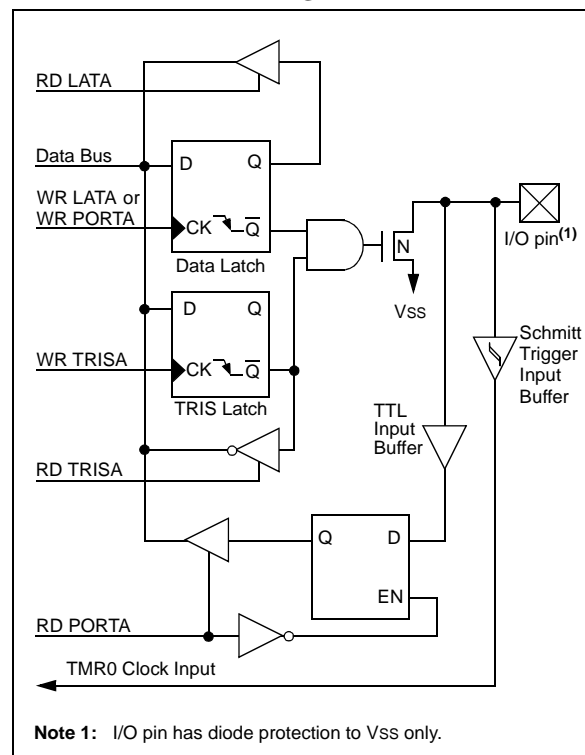 RD LATA
Data Bus
D Q
WR LATA or
WR PORTA
CK Q
Data Latch
N
I/O pin(1)
VSS
D Q
WR TRISA
CK Q
TRIS Latch
Schmitt
Trigger
Input
Buffer
TTL
Input
Buffer
RD TRISA
Q D
EN
RD PORTA
TMR0 Clock Input
Note 1: I/O pin has diode protection to VSS only.